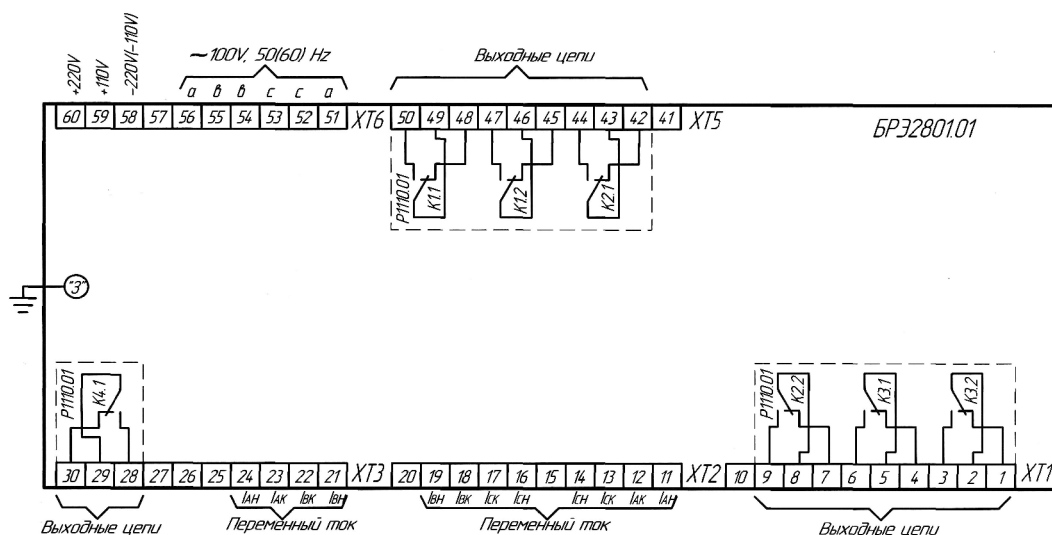 ~100V, 50(60) Hz
Выходные цепи
+220V
+110V
-220V(-110V)
а в в с с а
60 59 58 57 56 55 54 53 52 51 XT6 50 49 48 47 46 45 44 43 42 41 XT5
БРЭ2801.01
P1110.01
K1.1
K1.2
K2.1
"З"
P1110.01
K4.1
P1110.01
K2.2
K3.1
K3.2
30 29 28 27 26 25 24 23 22 21 XT3 20 19 18 17 16 15 14 13 12 11 XT2 10 9 8 7 6 5 4 3 2 1 XT1
IАН IАК IВК IВН IВН IВК IСК IСН IСН IСК IАК IАН
Выходные цепи
Переменный ток
Переменный ток
Выходные цепи